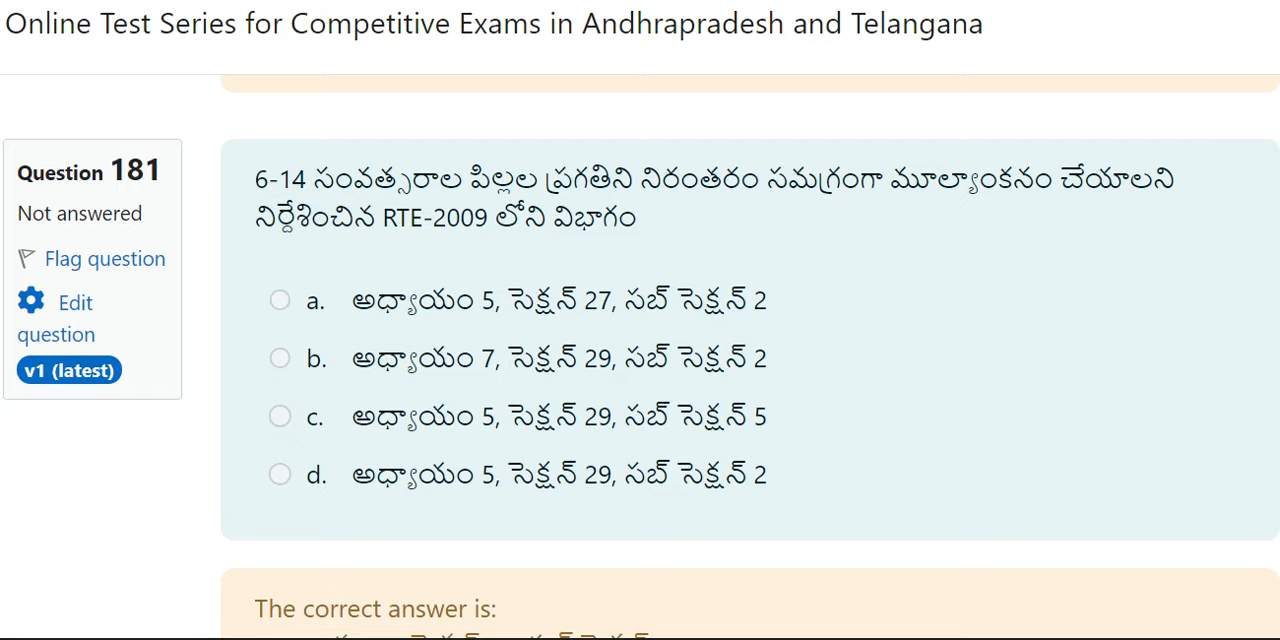 Online Test Series for Competitive Exams in Andhrapradesh and Telangana
Question 181
Not answered
Flag question
Edit
question
v1 (latest)
6-14 సంవత్సరాల పిల్లల ప్రగతిని నిరంతరం సమగ్రంగా మూల్యాంకనం చేయాలని
నిర్దేశించిన RTE-2009 లోని విభాగం
a. అధ్యాయం 5, సెక్షన్ 27, సబ్ సెక్షన్ 2
b. అధ్యాయం 7, సెక్షన్ 29, సబ్ సెక్షన్ 2
c. అధ్యాయం 5, సెక్షన్ 29, సబ్ సెక్షన్ 5
d. అధ్యాయం 5, సెక్షన్ 29, సబ్ సెక్షన్ 2
The correct answer is: